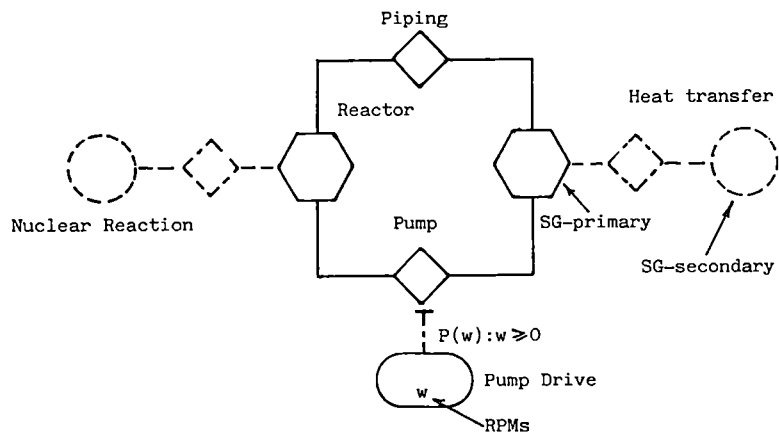 Piping
Heat transfer
Reactor
Nuclear Reaction
SG-primary
Pump
SG-secondary
P(w):w⩾0
Pump Drive
w
RPMs